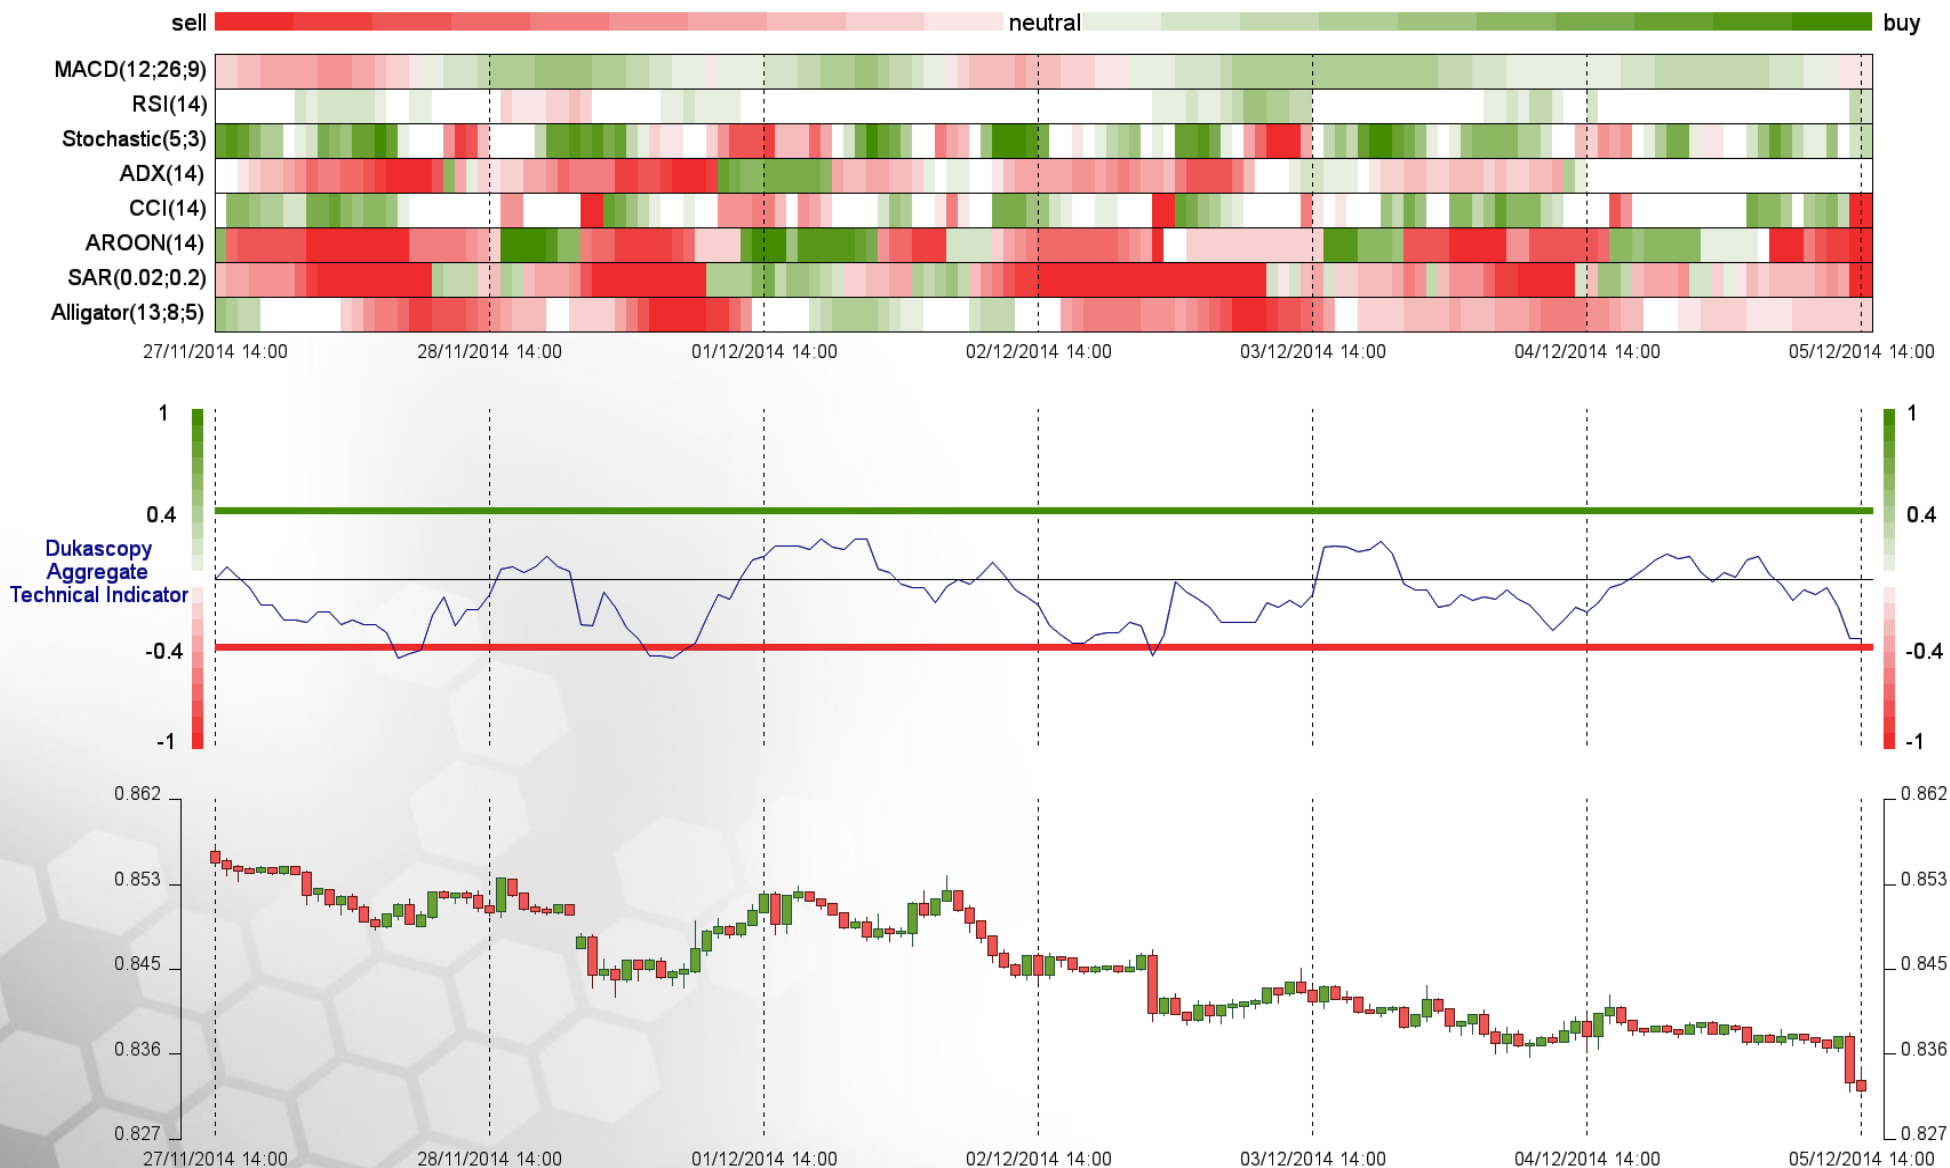 sell neutral buy
MACD(12;26;9)
RSI(14)
Stochastic(5;3)
ADX(14)
CCI(14)
AROON(14)
SAR(0.02;0.2)
Alligator(13;8;5)
27/11/2014 14:00 28/11/2014 14:00 01/12/2014 14:00 02/12/2014 14:00 03/12/2014 14:00 04/12/2014 14:00 05/12/2014 14:00
1 1
0.4 0.4
Dukascopy
Aggregate
Technical Indicator
-0.4 -0.4
-1 -1
0.862 0.862
0.853 0.853
0.845 0.845
0.836 0.836
0.827 0.827
27/11/2014 14:00 28/11/2014 14:00 01/12/2014 14:00 02/12/2014 14:00 03/12/2014 14:00 04/12/2014 14:00 05/12/2014 14:00